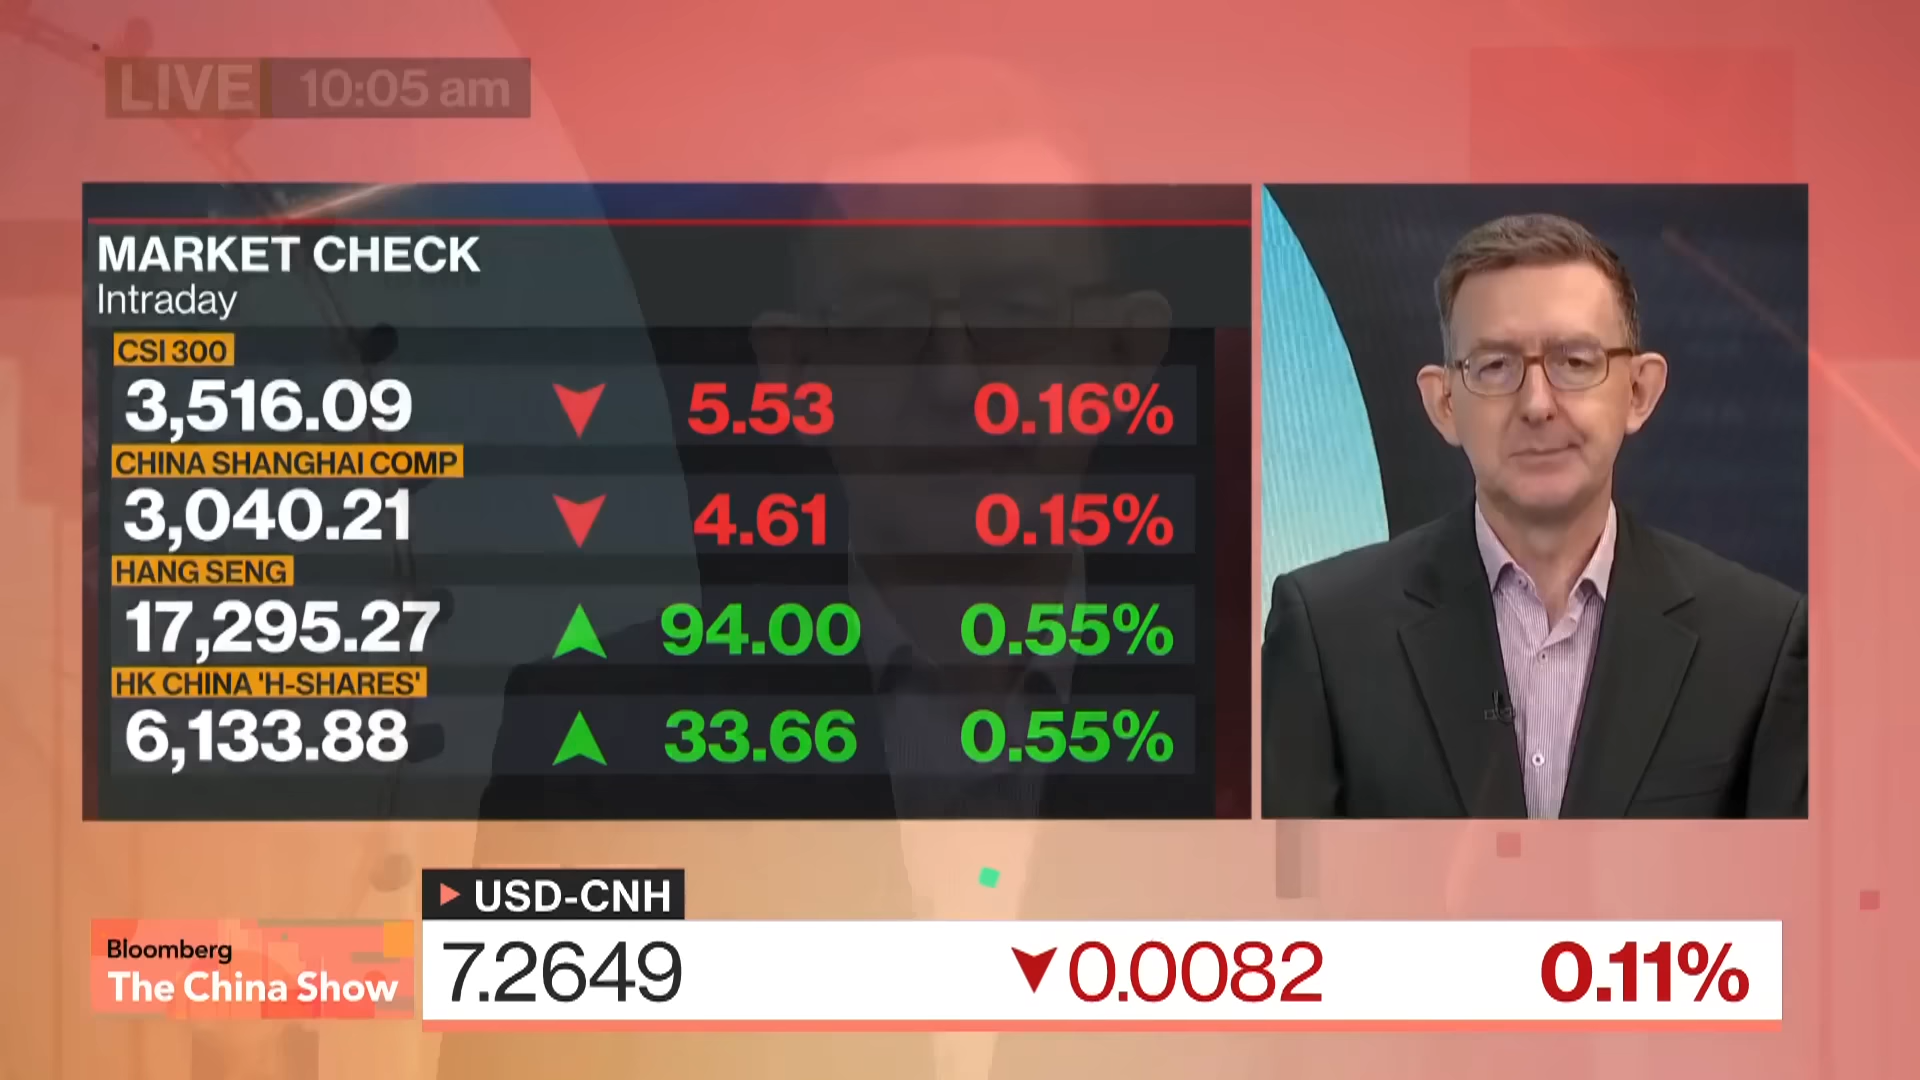 LIVE 10:05 am
MARKET CHECK
Intraday
CSI 300
3,516.09 5.53 0.16%
CHINA SHANGHAI COMP
3,040.21 4.61 0.15%
HANG SENG
17,295.27 94.00 0.55%
HK CHINA 'H-SHARES'
6,133.88 33.66 0.55%
USD-CNH
7.2649 0.0082 0.11%
Bloomberg
The China Show